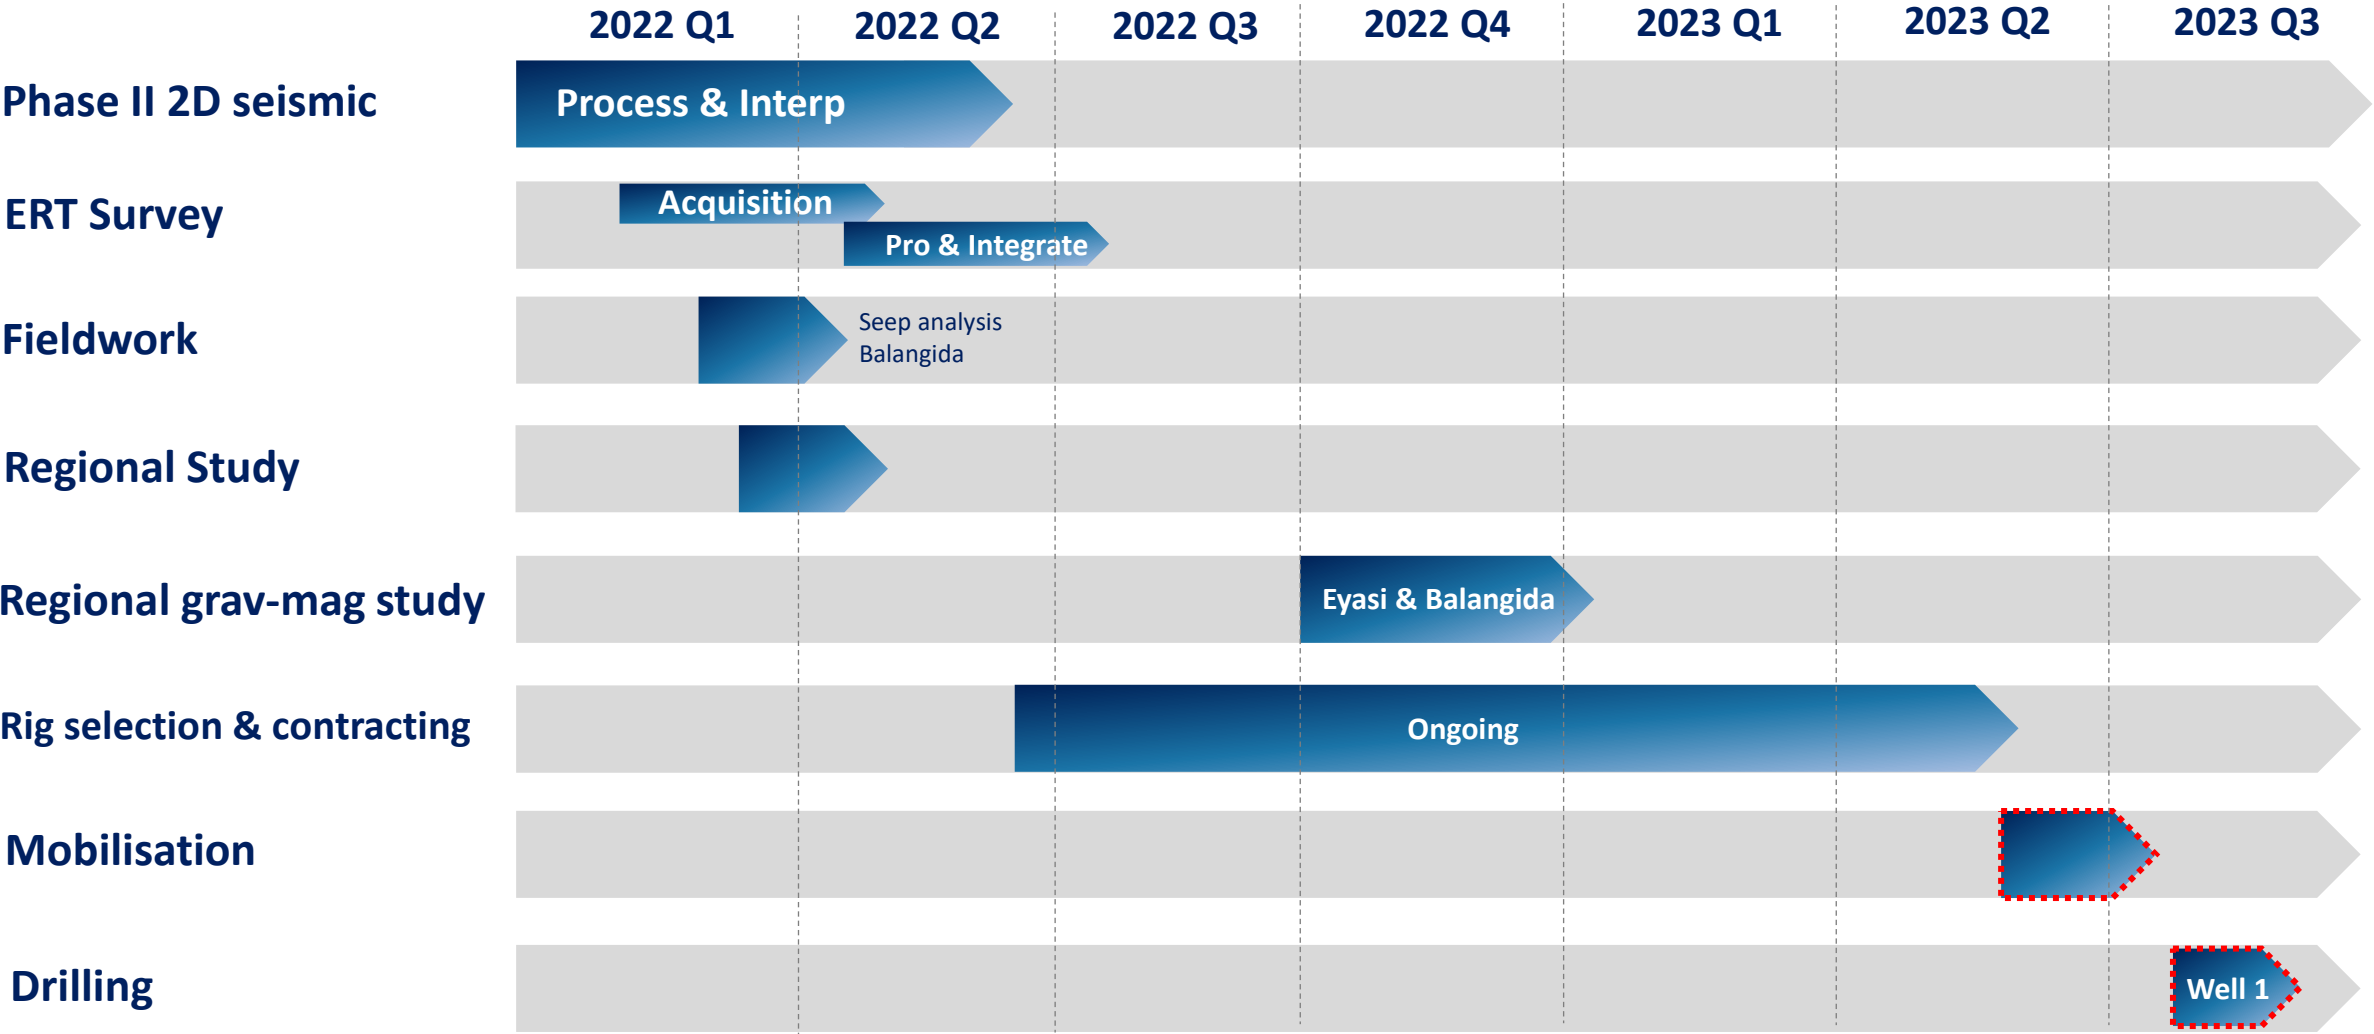 2022 Q1 2022 Q2 2022 Q3 2022 Q4 2023 Q1 2023 Q2 2023 Q3
Phase II 2D seismic
Process & Interp
ERT Survey
Acquisition
Pro & Integrate
Fieldwork
Seep analysis
Balangida
Regional Study
Regional grav-mag study
Eyasi & Balangida
Rig selection & contracting
Ongoing
Mobilisation
Drilling
Well 1